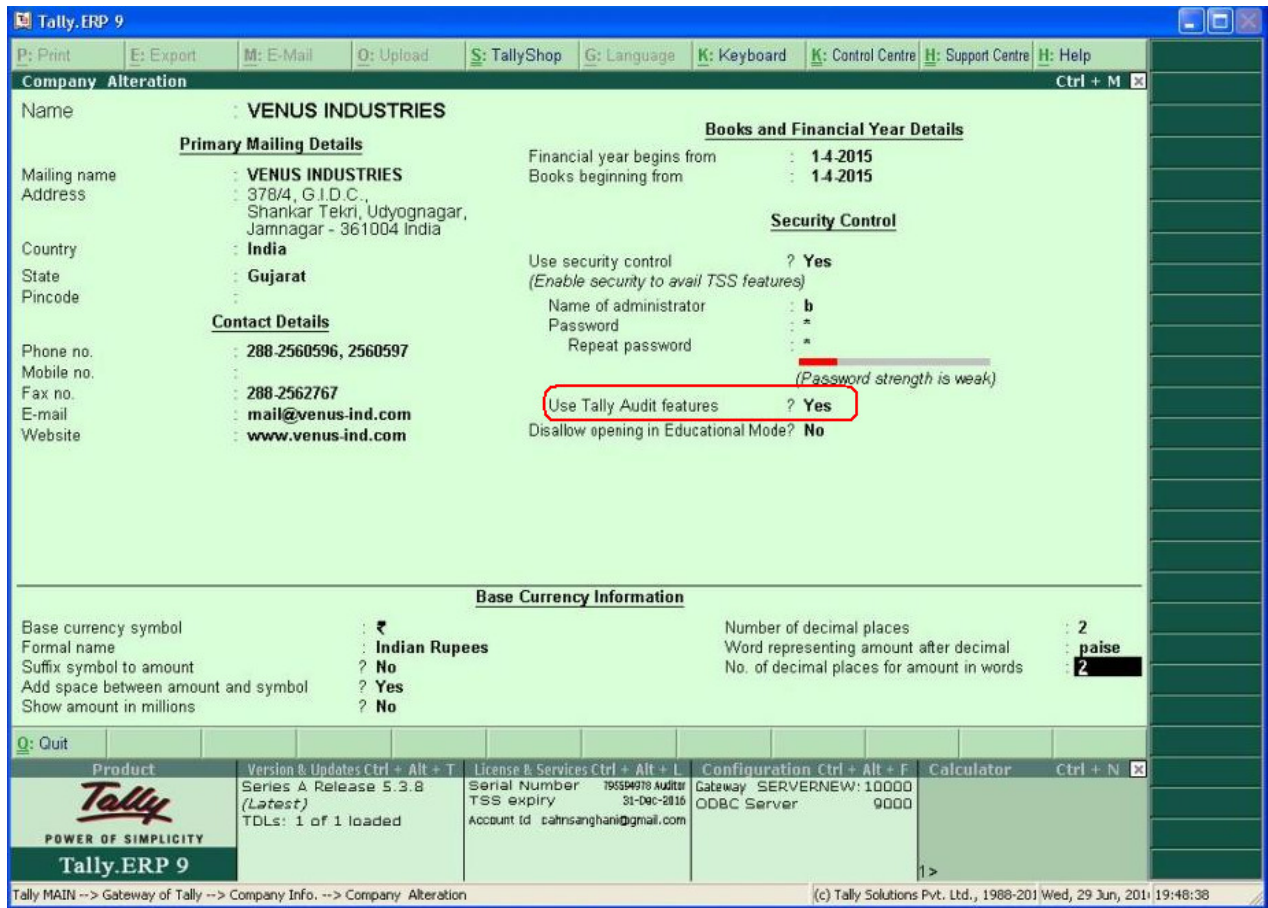 Tally.ERP 9
P: Print E: Export M: E-Mail O: Upload S: TallyShop G: Language K: Keyboard K: Control Centre H: Support Centre H: Help
Company Alteration Ctrl + M
Name : VENUS INDUSTRIES
Primary Mailing Details
Mailing name : VENUS INDUSTRIES
Address : 378/4, G.I.D.C.,
Shankar Tekri, Udyognagar,
Jamnagar - 361004 India
Country : India
State : Gujarat
Pincode :
Contact Details
Phone no. : 288-2560596, 2560597
Mobile no. :
Fax no. : 288-2562767
E-mail : mail@venus-ind.com
Website : www.venus-ind.com
Books and Financial Year Details
Financial year begins from : 1-4-2015
Books beginning from : 1-4-2015
Security Control
Use security control ? Yes
(Enable security to avail TSS features)
Name of administrator : b
Password : *
Repeat password : *
(Password strength is weak)
Use Tally Audit features ? Yes
Disallow opening in Educational Mode? No
Base Currency Information
Base currency symbol : ₹
Formal name : Indian Rupees
Suffix symbol to amount ? No
Add space between amount and symbol ? Yes
Show amount in millions ? No
Number of decimal places : 2
Word representing amount after decimal : paise
No. of decimal places for amount in words : 2
Q: Quit
Product
Tally
POWER OF SIMPLICITY
Tally.ERP 9
Version & Updates Ctrl + Alt + T
Series A Release 5.3.8
(Latest)
TDLs: 1 of 1 loaded
License & Services Ctrl + Alt + L
Serial Number 795594978 Auditor
TSS expiry 31-Dec-2016
Account Id cahnsanghani@gmail.com
Configuration Ctrl + Alt + F
Gateway SERVERNEW:10000
ODBC Server 9000
Calculator Ctrl + N
1>
Tally MAIN --> Gateway of Tally --> Company Info. --> Company Alteration (c) Tally Solutions Pvt. Ltd., 1988-201 Wed, 29 Jun, 201 19:48:38